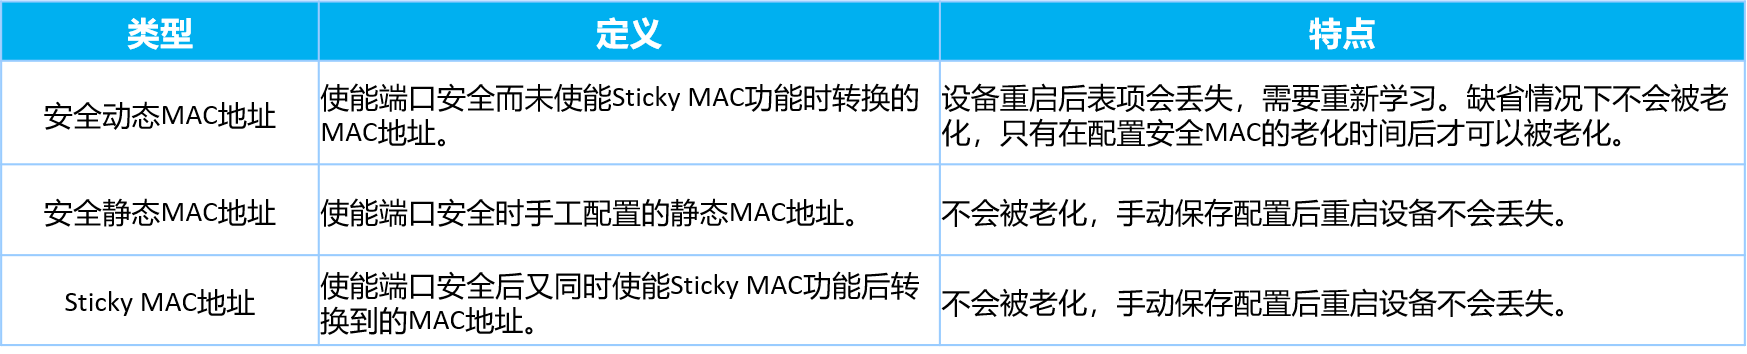 类型
定义
特点
安全动态MAC地址
使能端口安全而未使能Sticky MAC功能时转换的
MAC地址。
设备重启后表项会丢失，需要重新学习。缺省情况下不会被老
化，只有在配置安全MAC的老化时间后才可以被老化。
安全静态MAC地址
使能端口安全时手工配置的静态MAC地址。
不会被老化，手动保存配置后重启设备不会丢失。
Sticky MAC地址
使能端口安全后又同时使能Sticky MAC功能后转
换到的MAC地址。
不会被老化，手动保存配置后重启设备不会丢失。